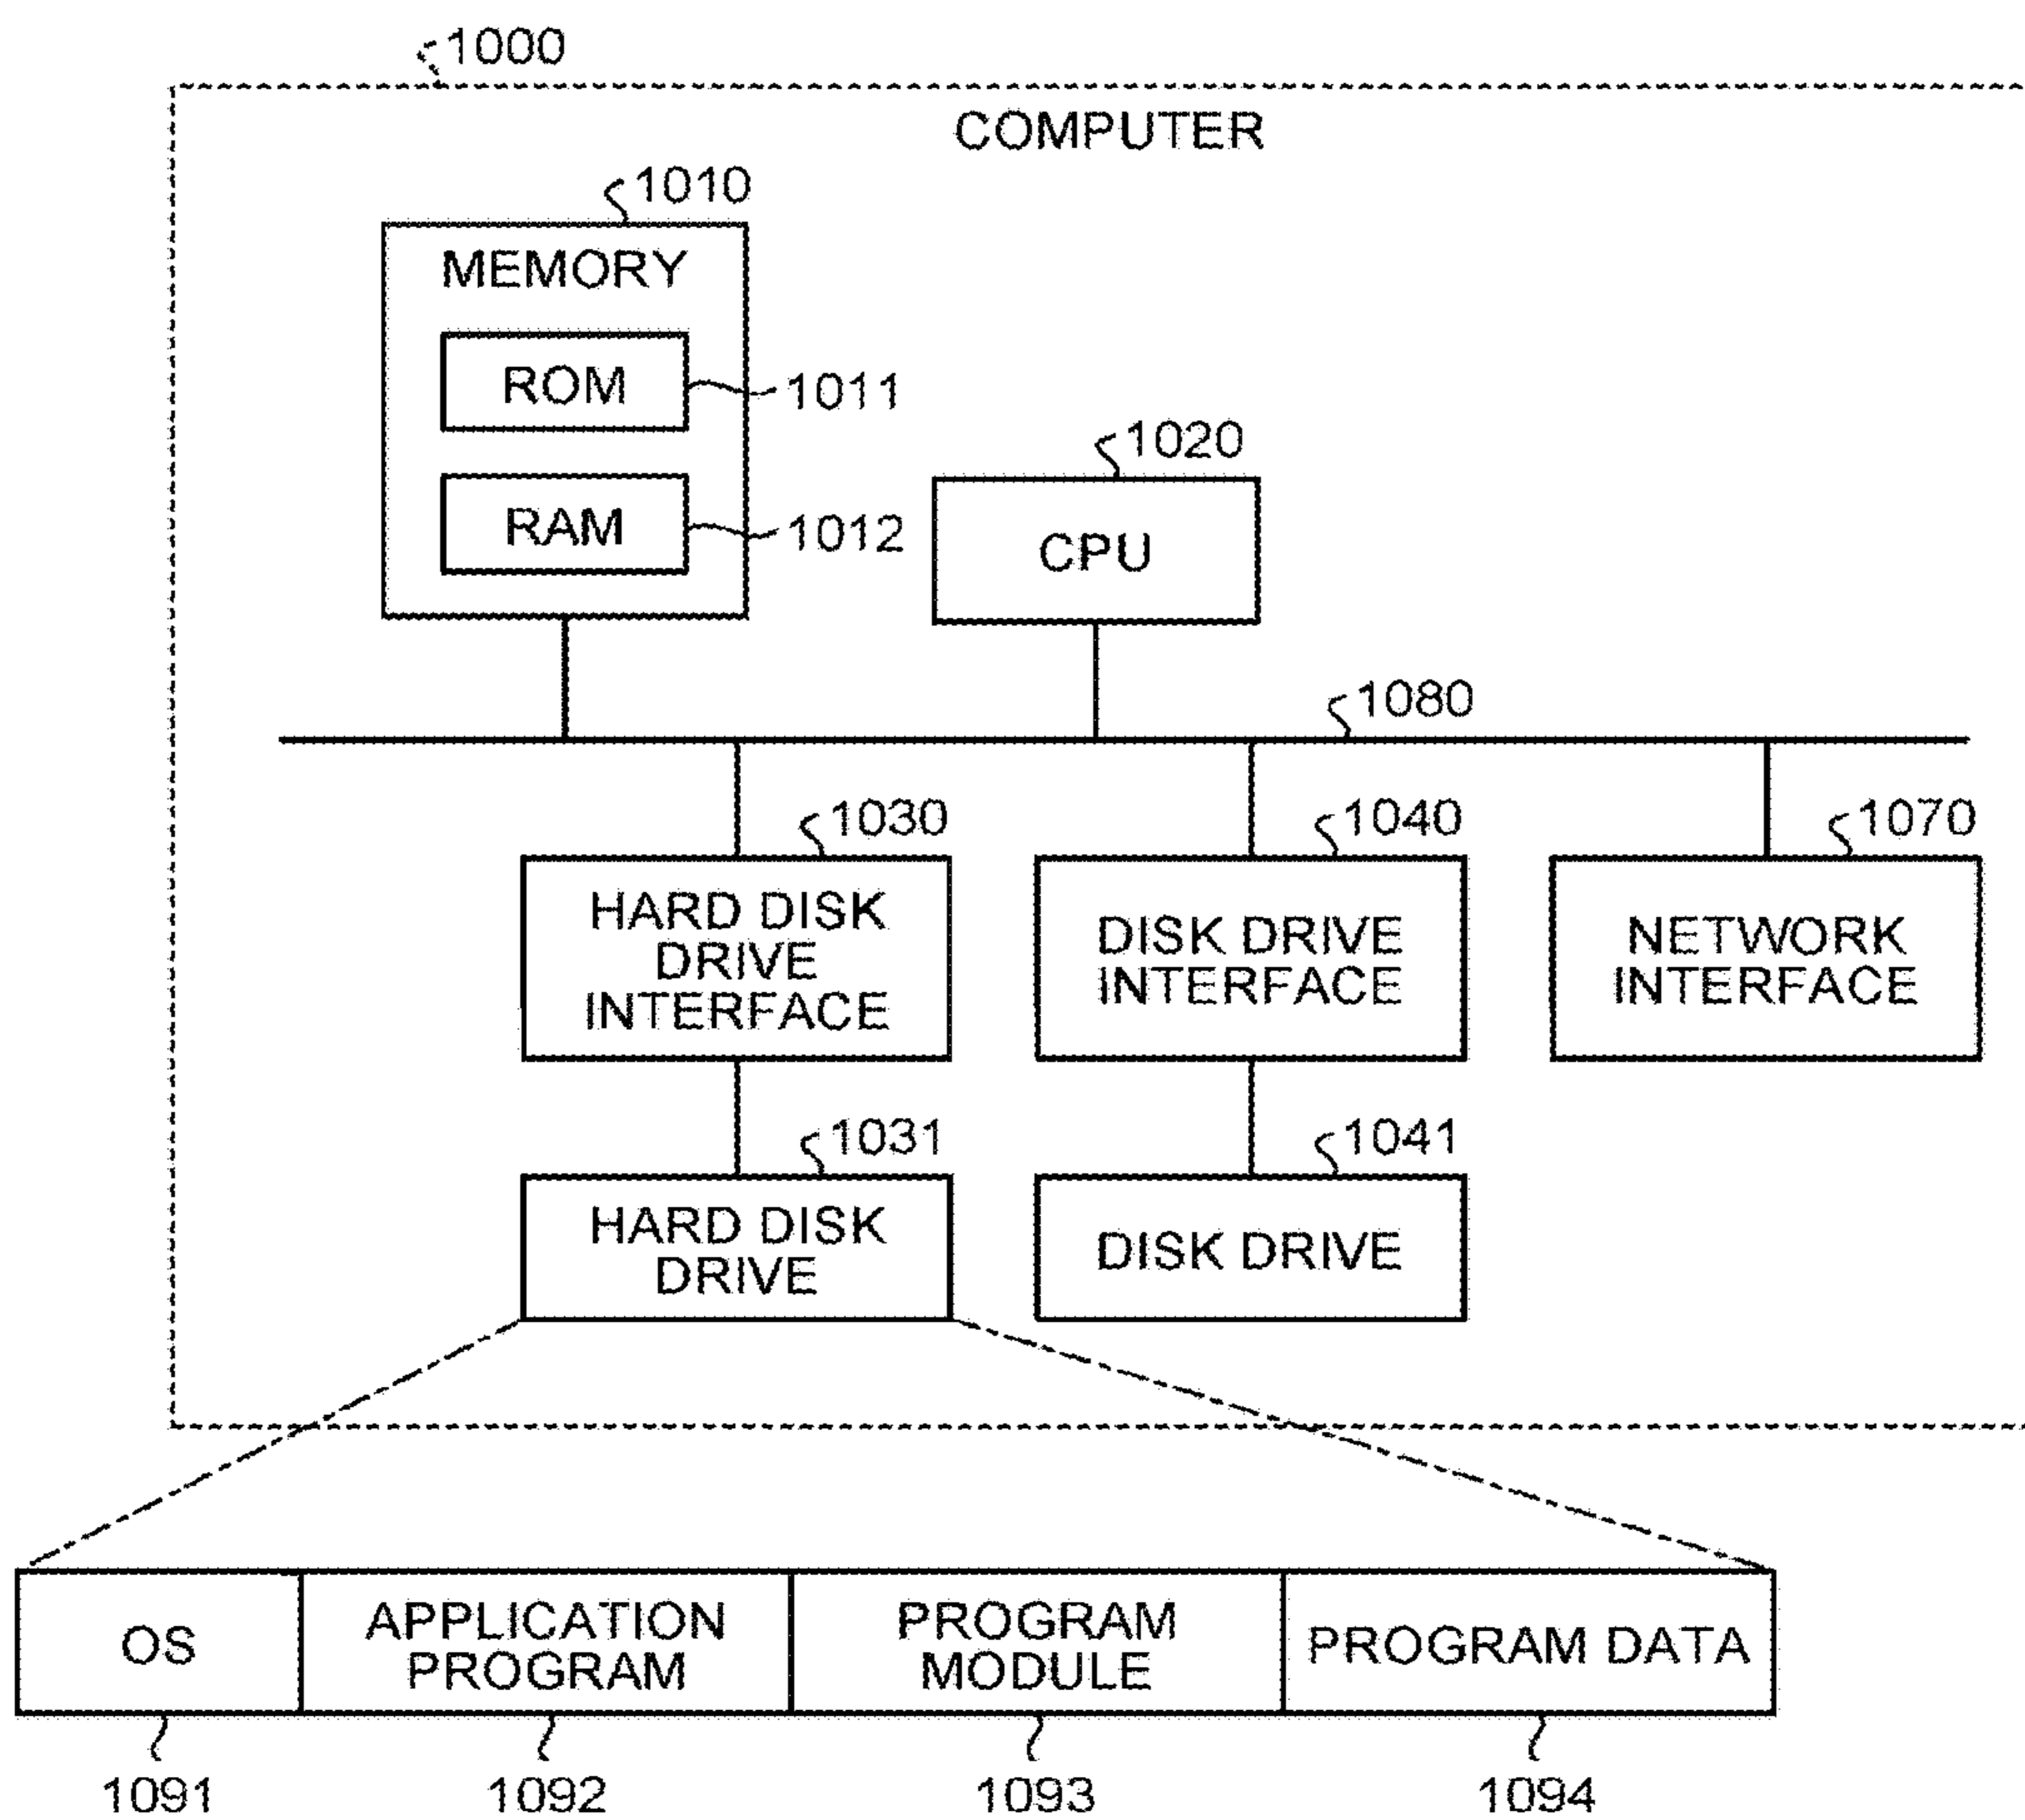 1000
COMPUTER
1010
MEMORY
ROM
1011
RAM
1012
1020
CPU
1080
1030
HARD DISK
DRIVE
INTERFACE
1040
DISK DRIVE
INTERFACE
1070
NETWORK
INTERFACE
1031
HARD DISK
DRIVE
1041
DISK DRIVE
OS
APPLICATION
PROGRAM
PROGRAM
MODULE
PROGRAM DATA
1091
1092
1093
1094